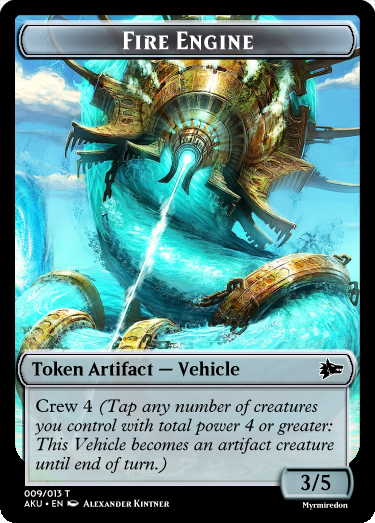 Fire Engine
Token Artifact — Vehicle
Crew 4 (Tap any number of creatures
you control with total power 4 or greater:
This Vehicle becomes an artifact creature
until end of turn.)
3/5
009/013 T
AKU • EN Alexander Kintner
Myrmiredon